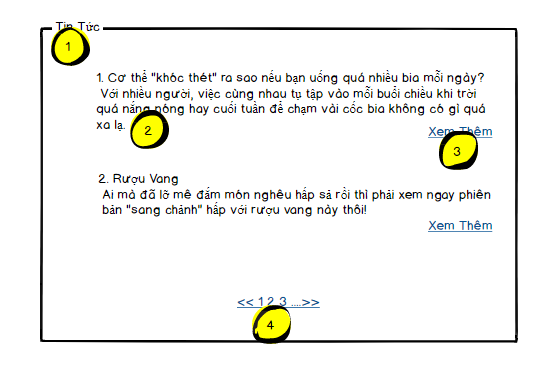 Tin Tức
1
1. Cơ thể "khóc thét" ra sao nếu bạn uống quá nhiều bia mỗi ngày?
Với nhiều người, việc cùng nhau tụ tập vào mỗi buổi chiều khi trời
quá nắng nóng hay cuối tuần để chạm vài cốc bia không có gì quá
xa lạ.
2
Xem Thêm
3
2. Rượu Vang
Ai mà đã lỡ mê đắm món nghêu hấp sả rồi thì phải xem ngay phiên
bản "sang chảnh" hấp với rượu vang này thôi!
Xem Thêm
<< 1 2 3 ....>>
4